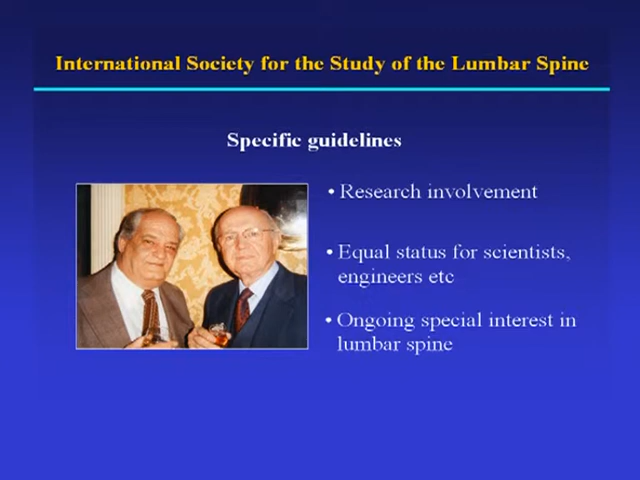 International Society for the Study of the Lumbar Spine
Specific guidelines
• Research involvement
• Equal status for scientists,
engineers etc
• Ongoing special interest in
lumbar spine